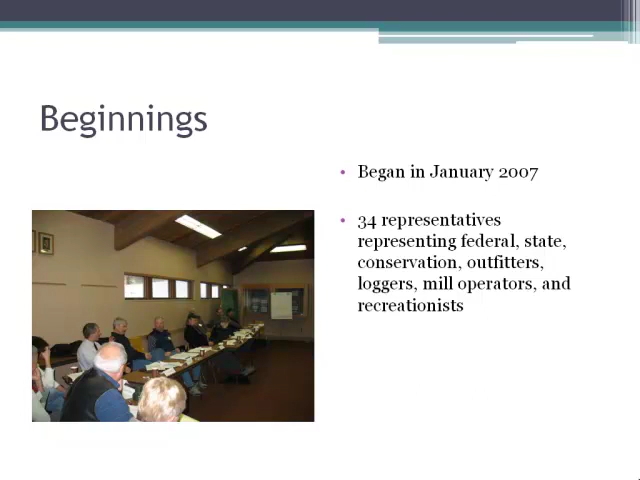 Beginnings
• Began in January 2007
• 34 representatives
representing federal, state,
conservation, outfitters,
loggers, mill operators, and
recreationists